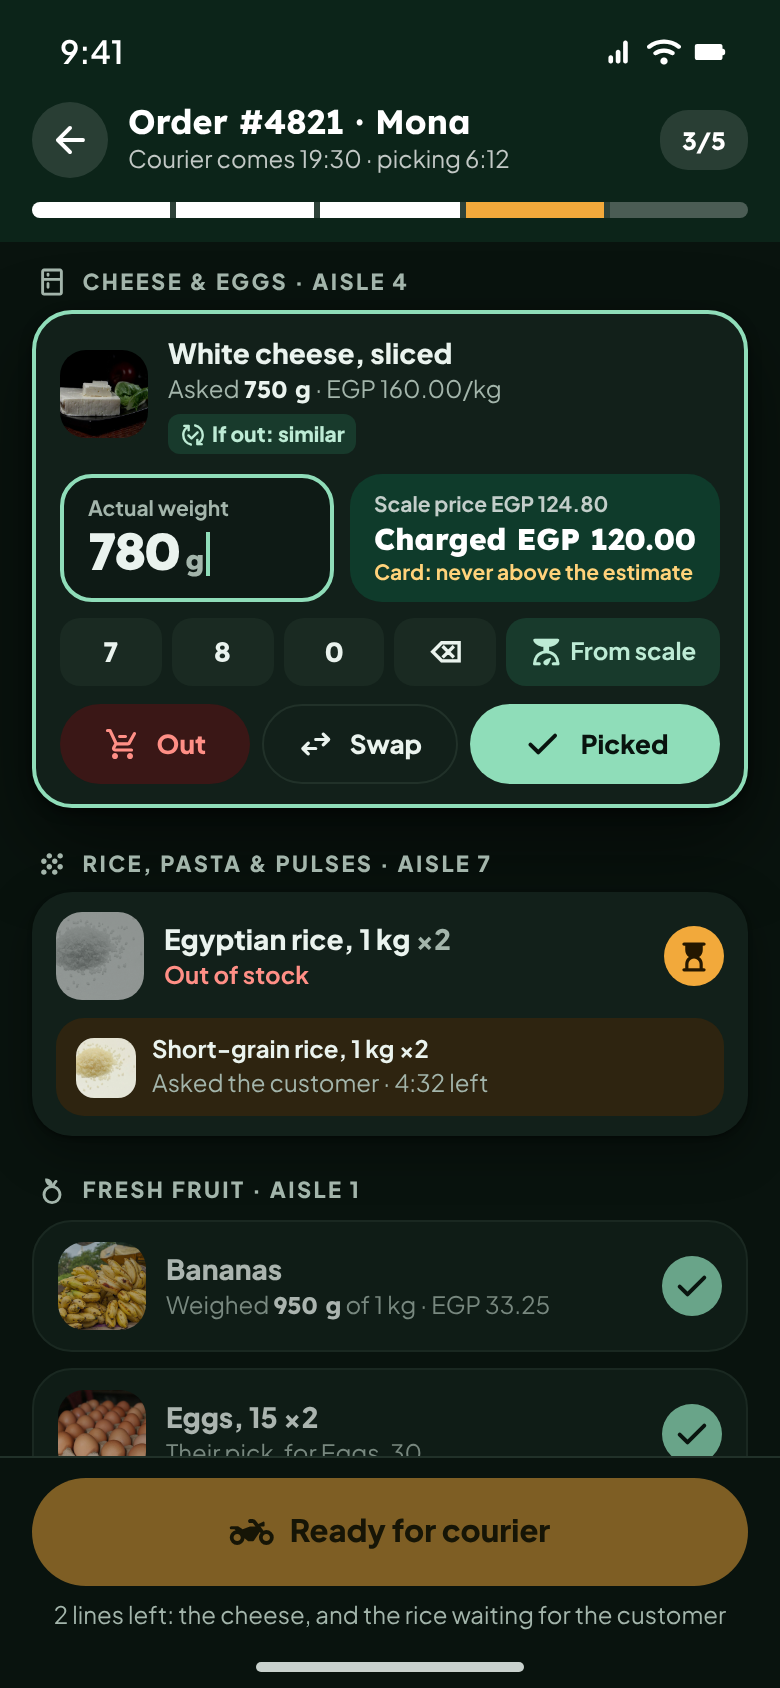 9:41
Order #4821 · Mona
Courier comes 19:30 · picking 6:12
3/5
CHEESE & EGGS · AISLE 4
White cheese, sliced
Asked 750 g · EGP 160.00/kg
If out: similar
Actual weight
780 g
Scale price EGP 124.80
Charged EGP 120.00
Card: never above the estimate
7 8 0 From scale
Out Swap Picked
RICE, PASTA & PULSES · AISLE 7
Egyptian rice, 1 kg ×2
Out of stock
Short-grain rice, 1 kg ×2
Asked the customer · 4:32 left
FRESH FRUIT · AISLE 1
Bananas
Weighed 950 g of 1 kg · EGP 33.25
Eggs, 15 ×2
Their pick, for Eggs, 30
Ready for courier
2 lines left: the cheese, and the rice waiting for the customer